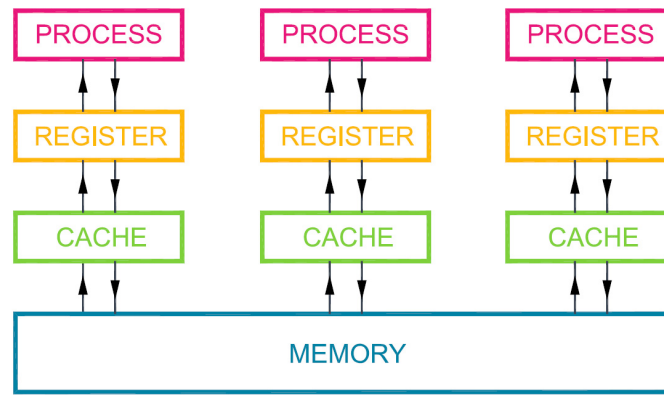 PROCESS PROCESS PROCESS
REGISTER REGISTER REGISTER
CACHE CACHE CACHE
MEMORY